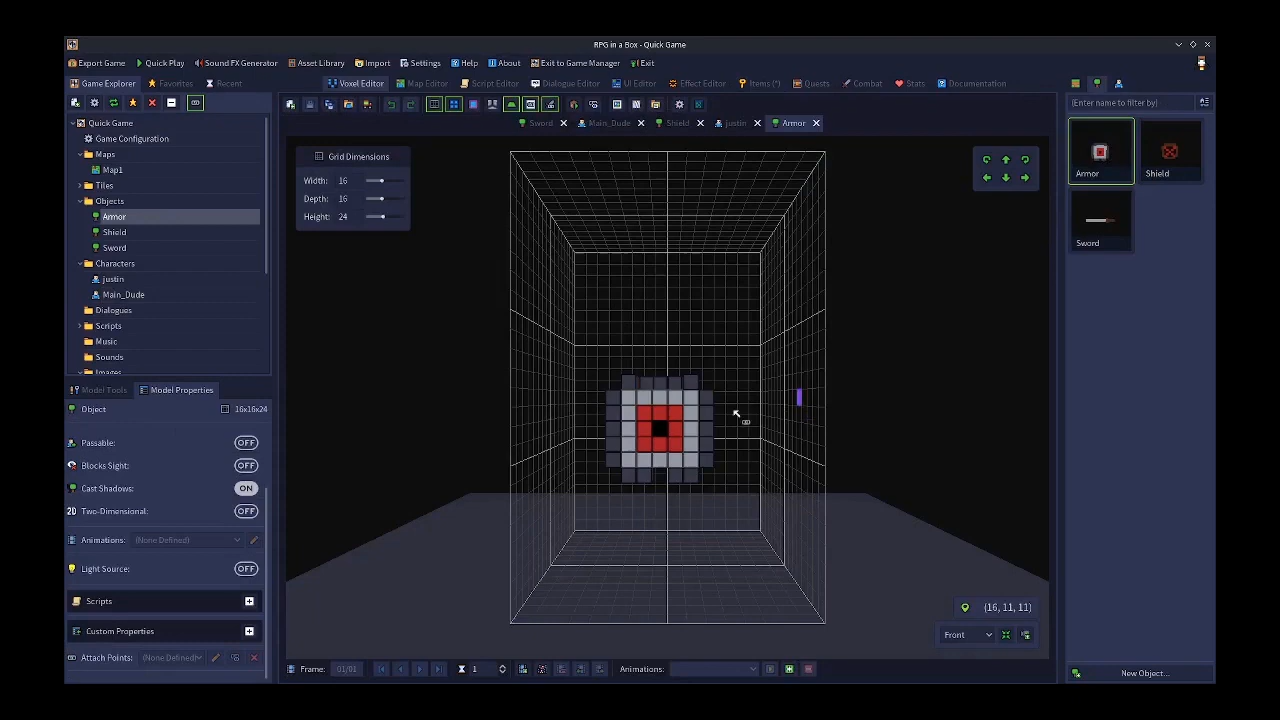 RPG in a Box - Quick Game
Export Game Quick Play Sound FX Generator Asset Library Import Settings Help About Exit to Game Manager Exit
Game Explorer Favorites Recent Voxel Editor Map Editor Script Editor Dialogue Editor UI Editor Effect Editor Items (*) Quests Combat Stats Documentation
(Enter name to filter by)
Sword Main_Dude Shield justin Armor
Quick Game
Game Configuration
Maps
Map1
Tiles
Objects
Armor
Shield
Sword
Characters
justin
Main_Dude
Dialogues
Scripts
Music
Sounds
Images
Grid Dimensions
Width: 16
Depth: 16
Height: 24
Armor Shield
Sword
Model Tools Model Properties
Object 16x16x24
Passable: OFF
Blocks Sight: OFF
Cast Shadows: ON
2D Two-Dimensional: OFF
Animations: (None Defined)
Light Source: OFF
Scripts
Custom Properties
Attach Points: (None Defined)
(16, 11, 11)
Front
Frame: 01/01 1 Animations:
New Object...